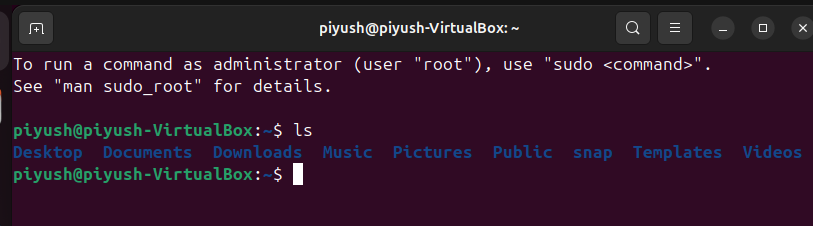 piyush@piyush-VirtualBox: ~
To run a command as administrator (user "root"), use "sudo <command>".
See "man sudo_root" for details.
piyush@piyush-VirtualBox:~$ ls
Desktop  Documents  Downloads  Music  Pictures  Public  snap  Templates  Videos
piyush@piyush-VirtualBox:~$